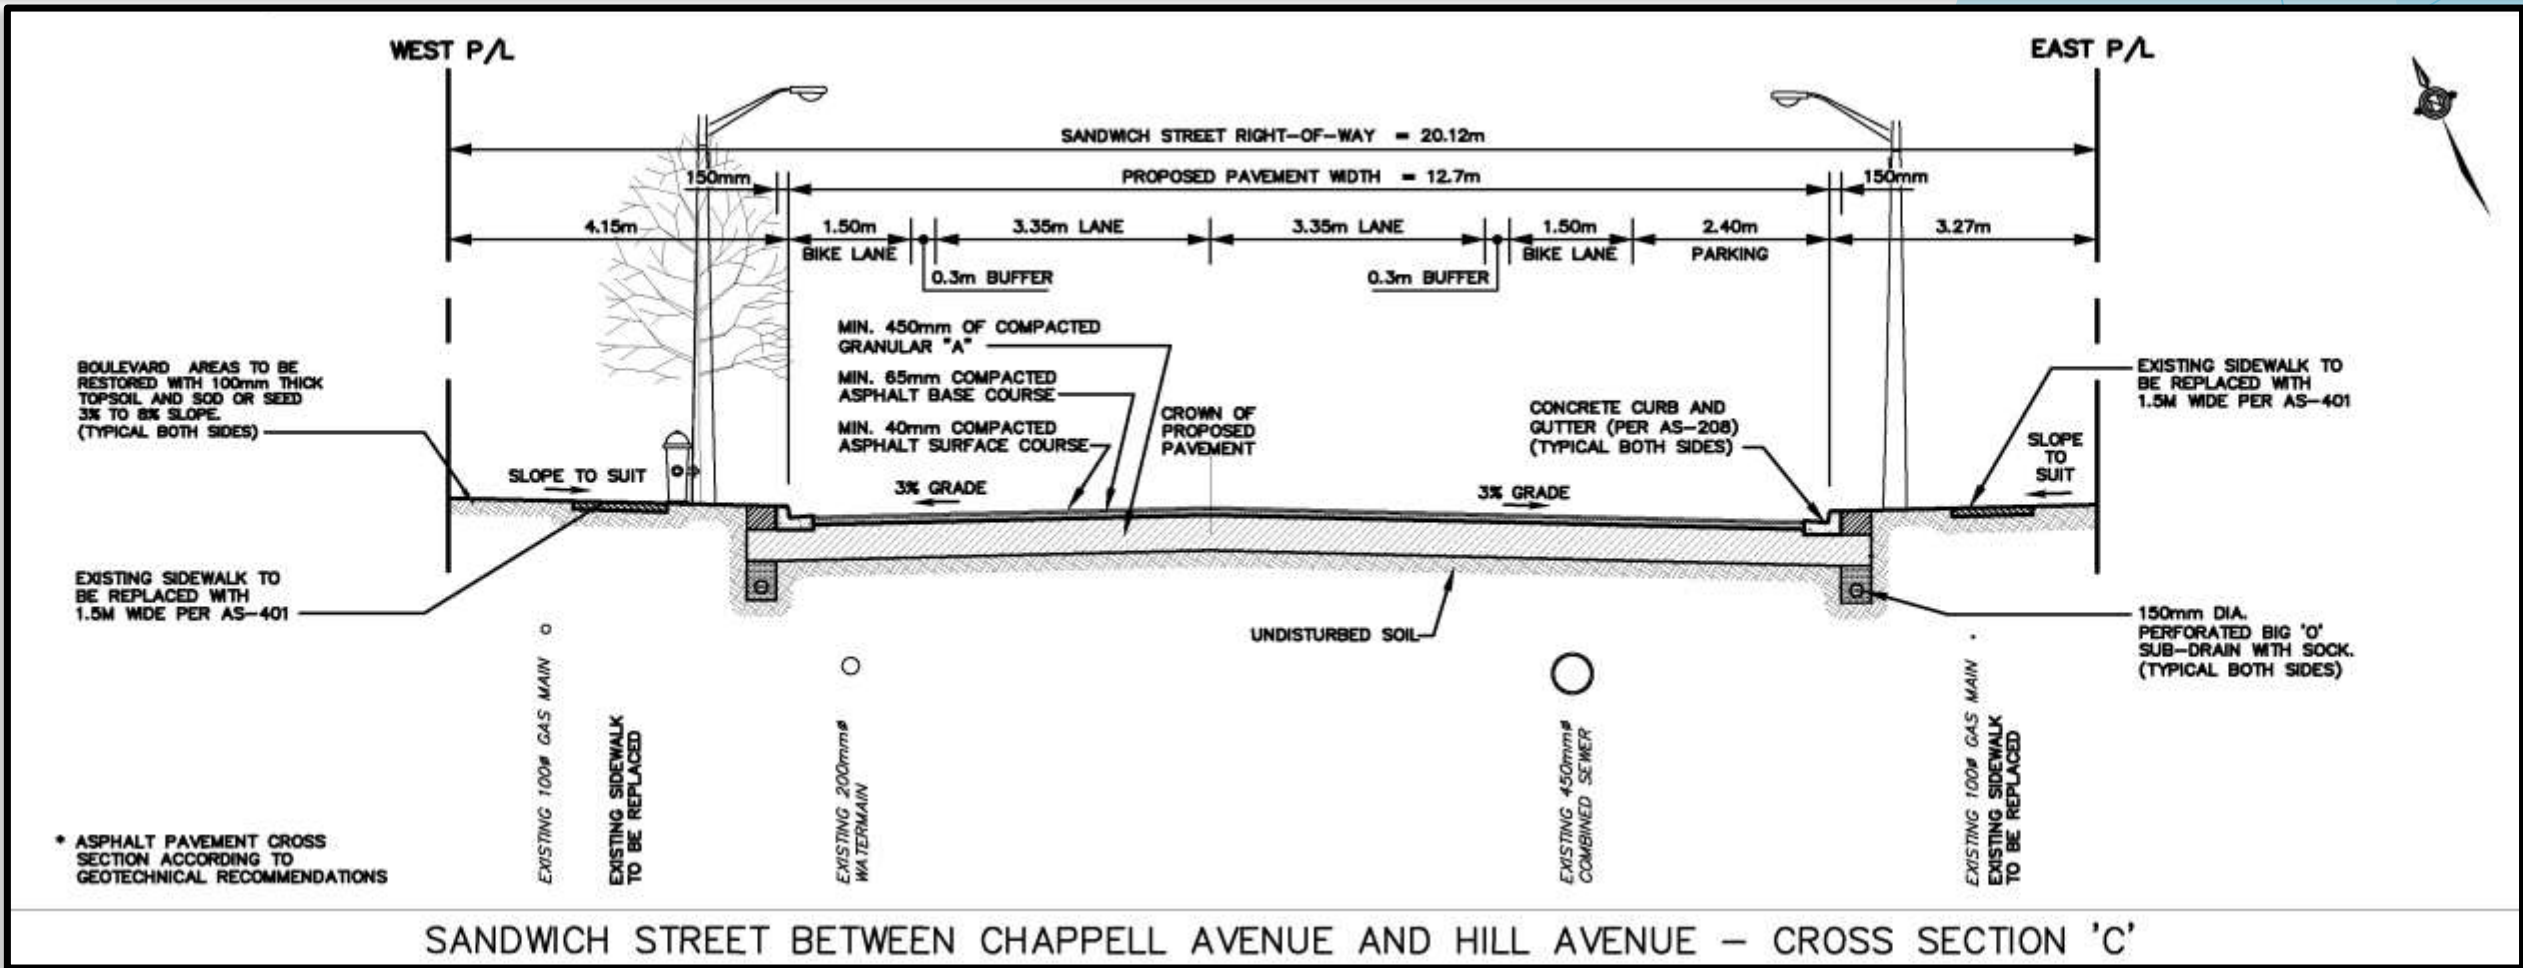 WEST P/L
EAST P/L
SANDWICH STREET RIGHT-OF-WAY = 20.12m
150mm
PROPOSED PAVEMENT WIDTH = 12.7m
150mm
4.15m
1.50m
BIKE LANE
3.35m LANE
3.35m LANE
1.50m
BIKE LANE
2.40m
PARKING
3.27m
0.3m BUFFER
0.3m BUFFER
MIN. 450mm OF COMPACTED
GRANULAR "A"
MIN. 65mm COMPACTED
ASPHALT BASE COURSE
MIN. 40mm COMPACTED
ASPHALT SURFACE COURSE
CROWN OF
PROPOSED
PAVEMENT
BOULEVARD AREAS TO BE
RESTORED WITH 100mm THICK
TOPSOIL AND SOD OR SEED
3% TO 8% SLOPE.
(TYPICAL BOTH SIDES)
CONCRETE CURB AND
GUTTER (PER AS-208)
(TYPICAL BOTH SIDES)
EXISTING SIDEWALK TO
BE REPLACED WITH
1.5M WIDE PER AS-401
SLOPE
TO
SUIT
SLOPE TO SUIT
3% GRADE
3% GRADE
EXISTING SIDEWALK TO
BE REPLACED WITH
1.5M WIDE PER AS-401
UNDISTURBED SOIL
150mm DIA.
PERFORATED BIG 'O'
SUB-DRAIN WITH SOCK.
(TYPICAL BOTH SIDES)
EXISTING 100ø GAS MAIN
EXISTING SIDEWALK
TO BE REPLACED
EXISTING 200mmø
WATERMAIN
EXISTING 450mmø
COMBINED SEWER
EXISTING 100ø GAS MAIN
EXISTING SIDEWALK
TO BE REPLACED
* ASPHALT PAVEMENT CROSS
SECTION ACCORDING TO
GEOTECHNICAL RECOMMENDATIONS
SANDWICH STREET BETWEEN CHAPPELL AVENUE AND HILL AVENUE - CROSS SECTION 'C'